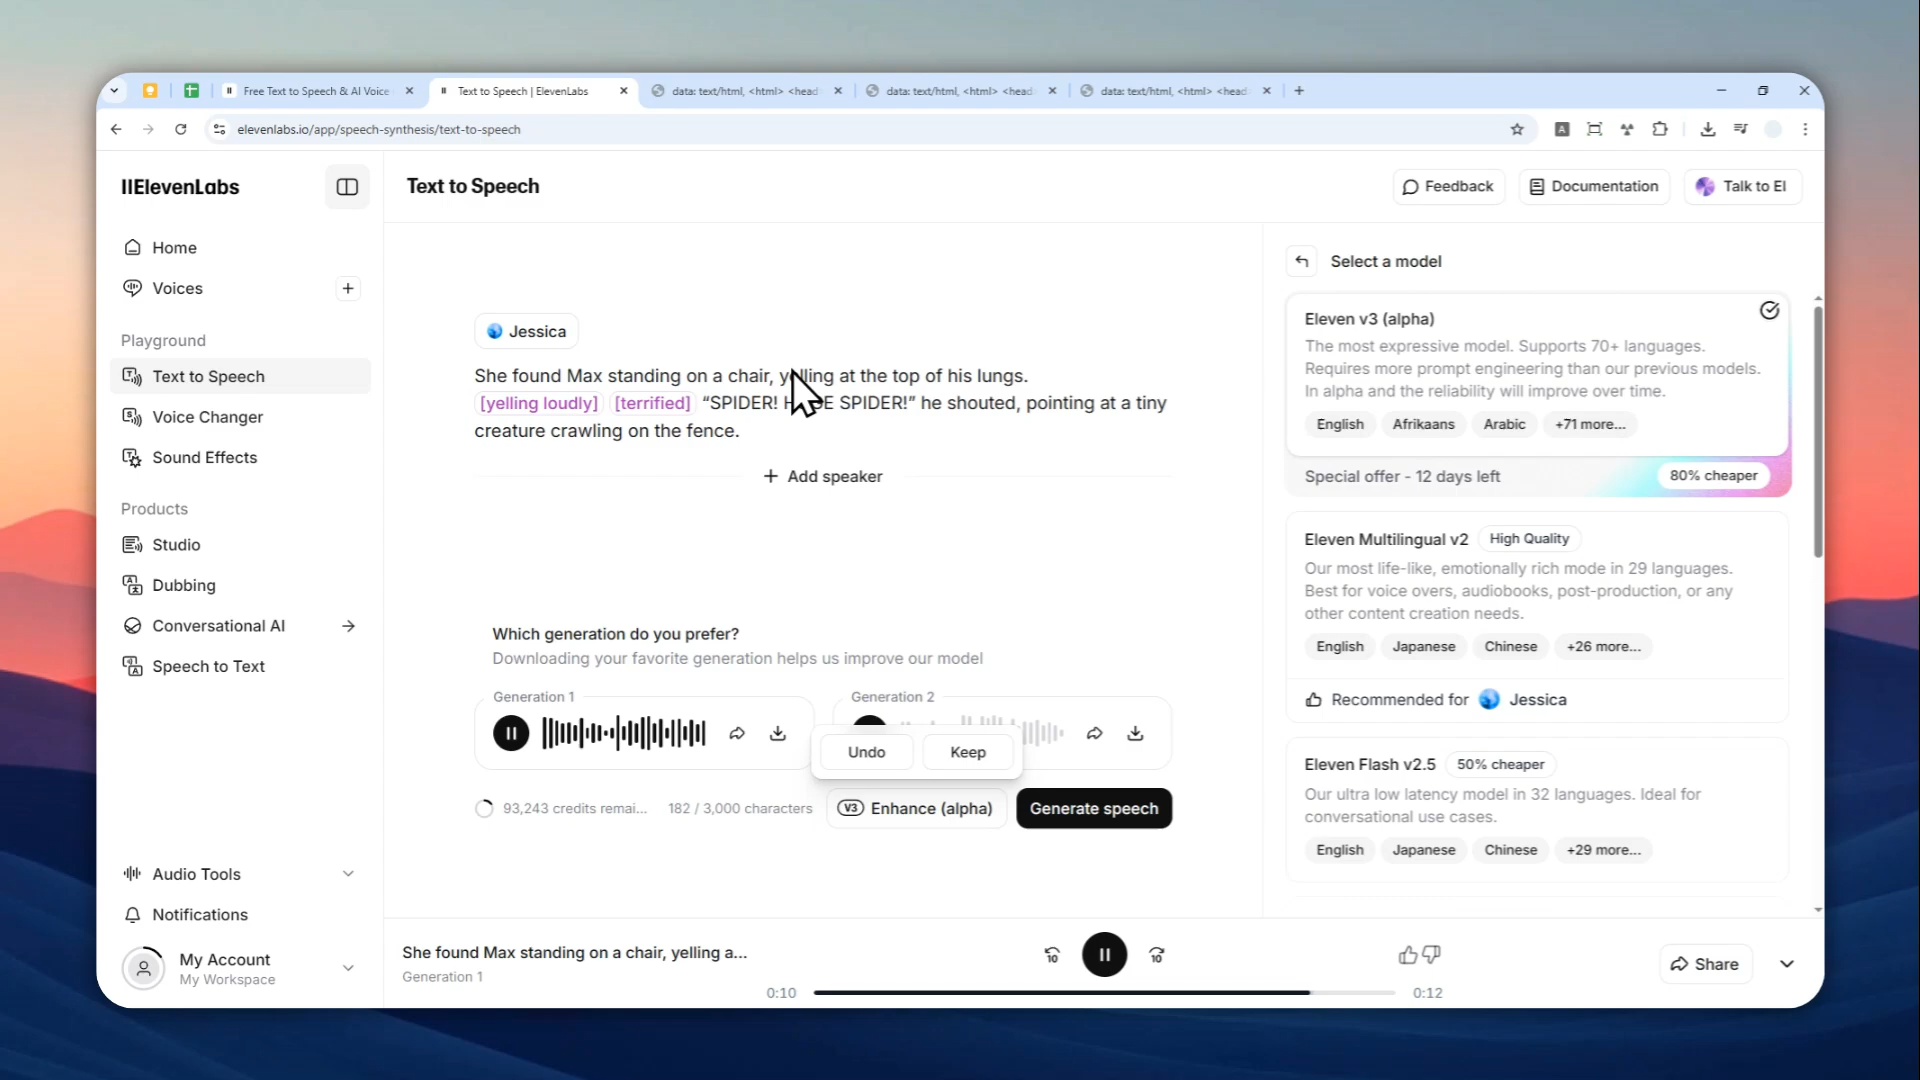 Free Text to Speech & AI Voice
Text to Speech | ElevenLabs
data: text/html, <html> <head
data: text/html, <html> <head
data: text/html, <html> <head
elevenlabs.io/app/speech-synthesis/text-to-speech
A
IIElevenLabs
Home
Voices
Playground
Text to Speech
Voice Changer
Sound Effects
Products
Studio
Dubbing
Conversational AI
Speech to Text
Audio Tools
Notifications
My Account
My Workspace
Text to Speech
Feedback
Documentation
Talk to El
Jessica
She found Max standing on a chair, yelling at the top of his lungs.
[yelling loudly] [terrified] “SPIDER! SPIDER!” he shouted, pointing at a tiny
creature crawling on the fence.
+ Add speaker
Which generation do you prefer?
Downloading your favorite generation helps us improve our model
Generation 1
Generation 2
Undo
Keep
93,243 credits remai...
182 / 3,000 characters
V3 Enhance (alpha)
Generate speech
Select a model
Eleven v3 (alpha)
The most expressive model. Supports 70+ languages.
Requires more prompt engineering than our previous models.
In alpha and the reliability will improve over time.
English
Afrikaans
Arabic
+71 more...
Special offer - 12 days left
80% cheaper
Eleven Multilingual v2
High Quality
Our most life-like, emotionally rich mode in 29 languages.
Best for voice overs, audiobooks, post-production, or any
other content creation needs.
English
Japanese
Chinese
+26 more...
Recommended for
Jessica
Eleven Flash v2.5
50% cheaper
Our ultra low latency model in 32 languages. Ideal for
conversational use cases.
English
Japanese
Chinese
+29 more...
She found Max standing on a chair, yelling a...
Generation 1
10
10
0:10
0:12
Share